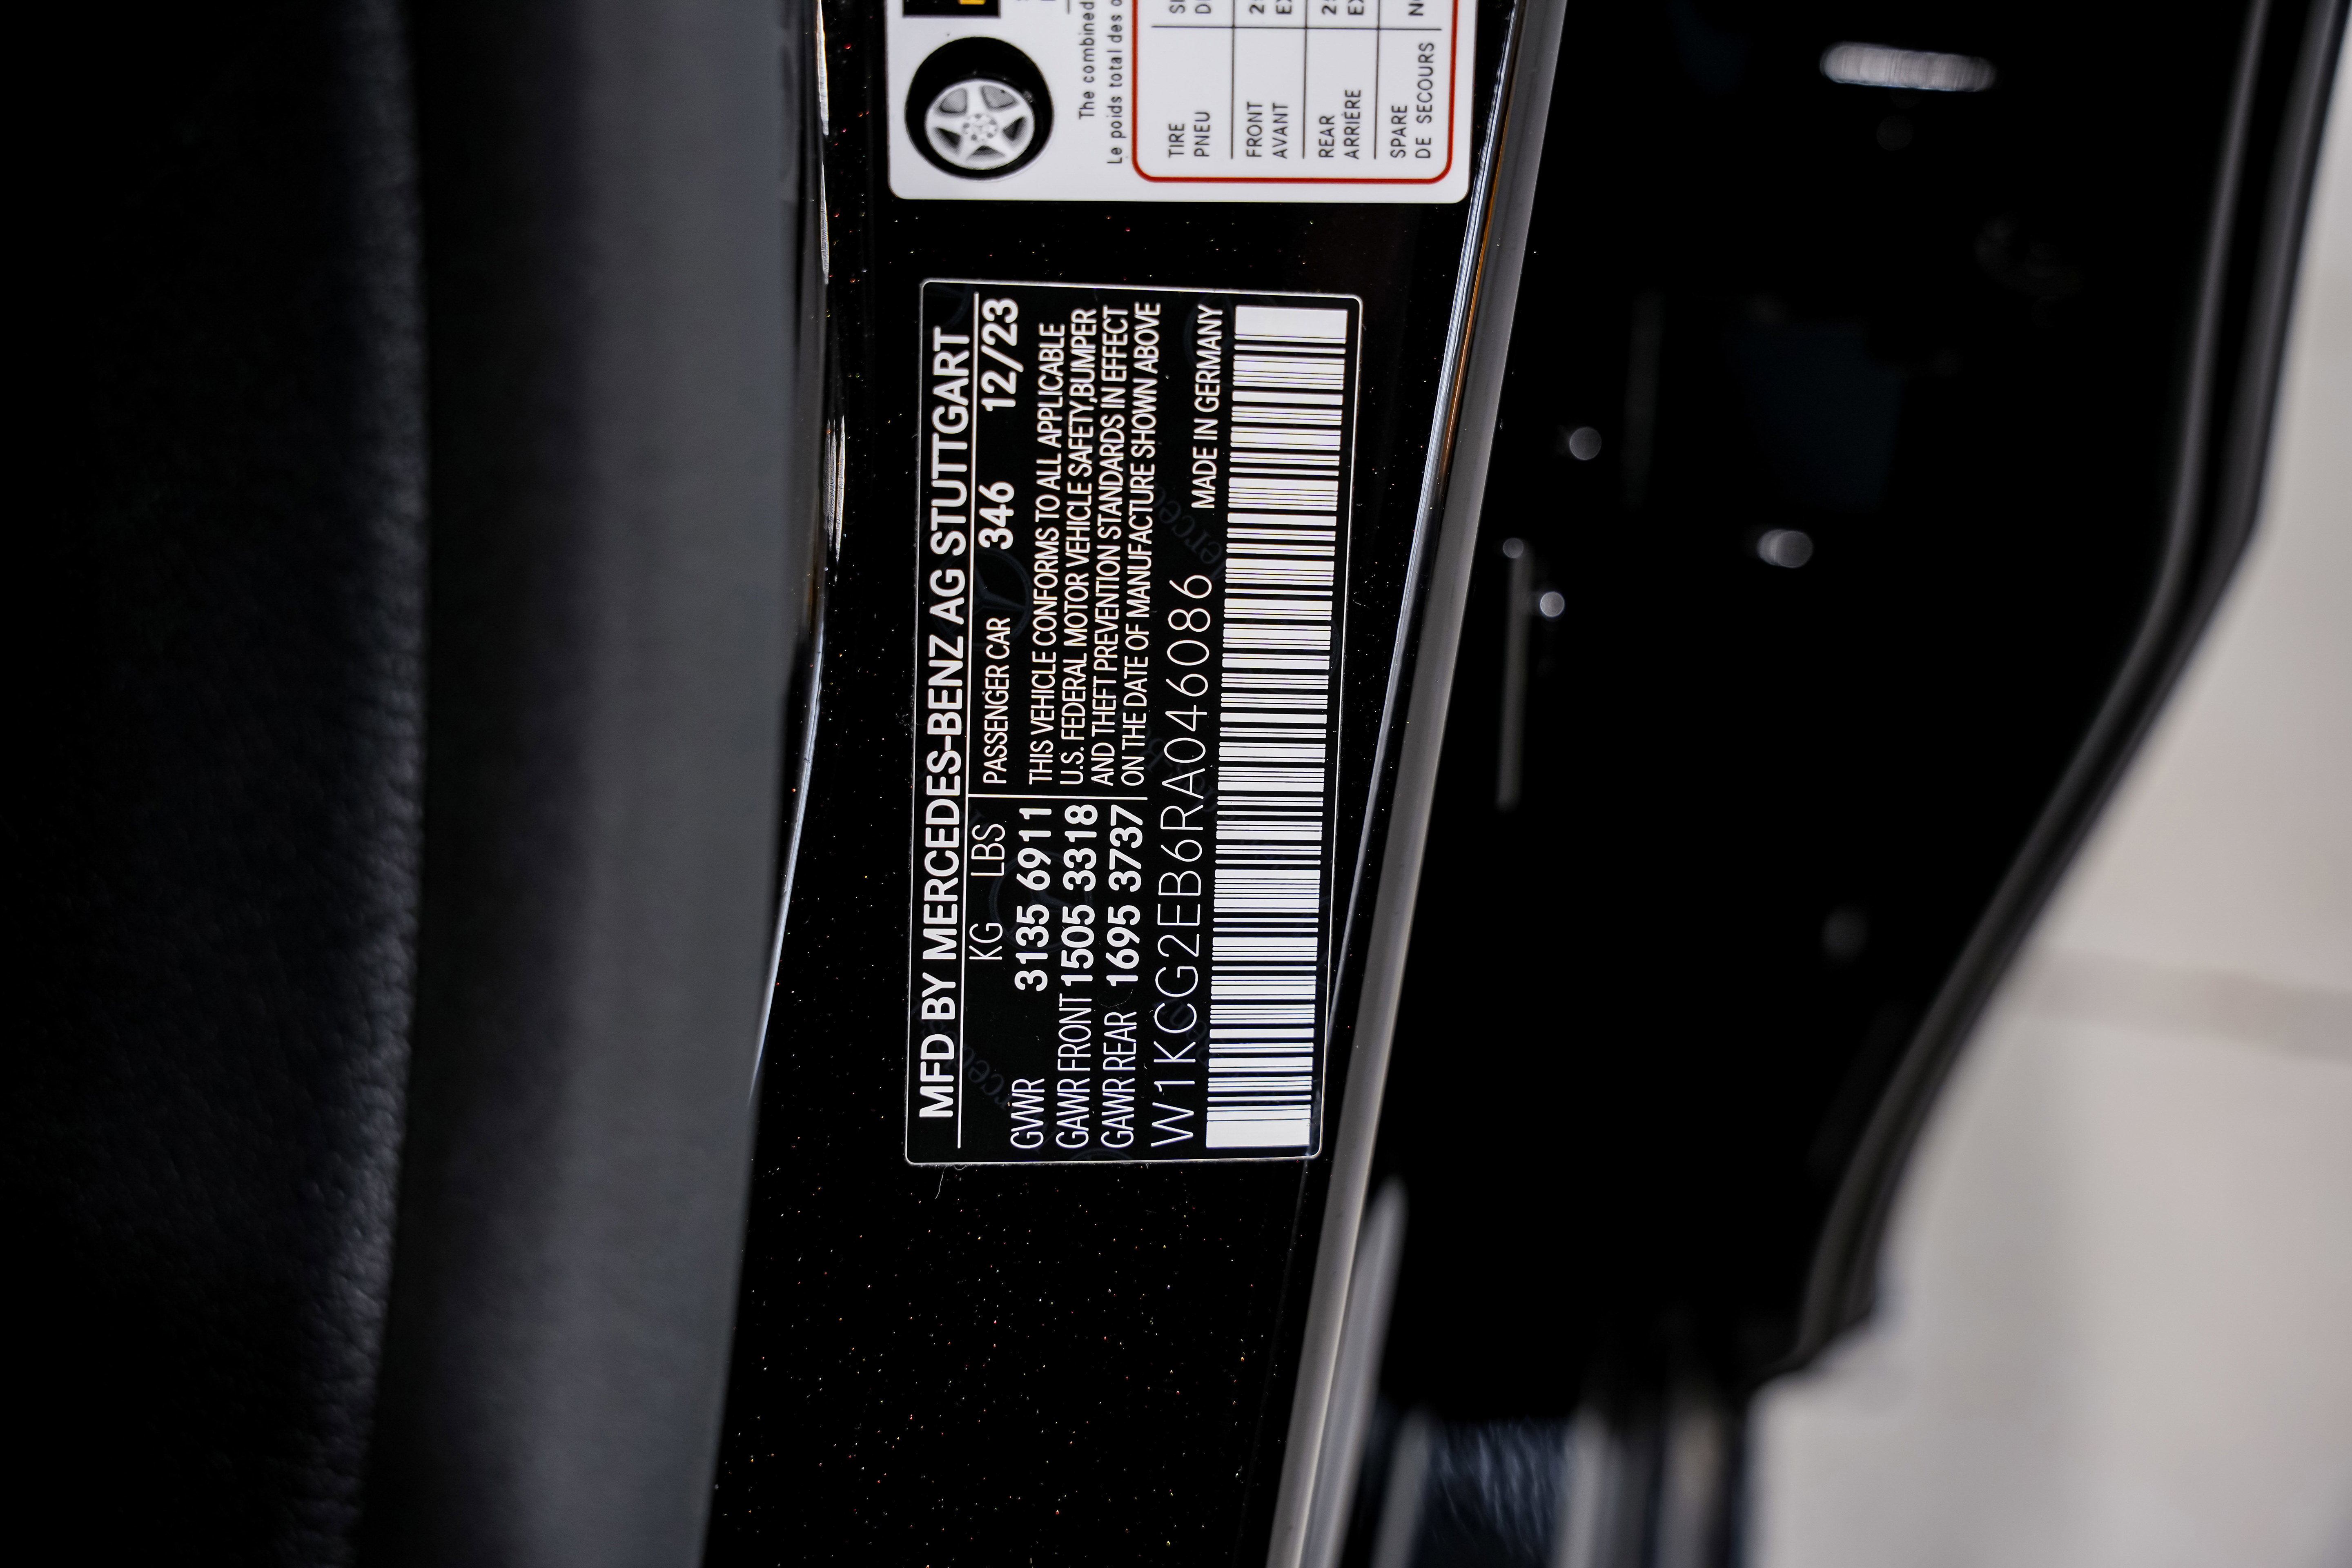 MFD BY MERCEDES-BENZ AG STUTTGART
KG LBS
PASSENGER CAR 346 12/23
GVWR 3135 6911
GAWR FRONT 1505 3318
GAWR REAR 1695 3737
THIS VEHICLE CONFORMS TO ALL APPLICABLE
U.S. FEDERAL MOTOR VEHICLE SAFETY,BUMPER
AND THEFT PREVENTION STANDARDS IN EFFECT
ON THE DATE OF MANUFACTURE SHOWN ABOVE
W1KCG2EB6RA046086
MADE IN GERMANY
The combined
Le poids total des
TIRE
PNEU
FRONT
AVANT
REAR
ARRIÈRE
SPARE
DE SECOURS